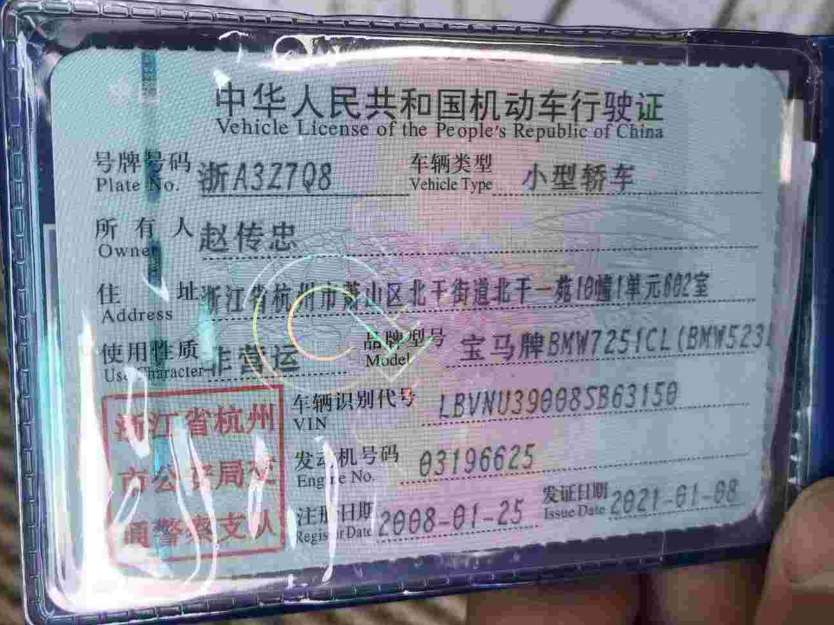 中华人民共和国机动车行驶证
Vehicle License of the People's Republic of China
号牌号码 浙A3Z7Q8 车辆类型 小型轿车
Plate No. Vehicle Type
所有人 赵传忠
Owner
住址 浙江省杭州市萧山区北干街道北干一苑10幢1单元602室
Address
使用性质 非营运 品牌型号 宝马牌BMW7251CL(BMW523L
Use Character Model
浙江省杭州
市公安局交
通警察支队
车辆识别代号 LBVNU39008SB63150
VIN
发动机号码 03196625
Engine No.
注册日期 2008-01-25 发证日期 2021-01-08
Register Date Issue Date